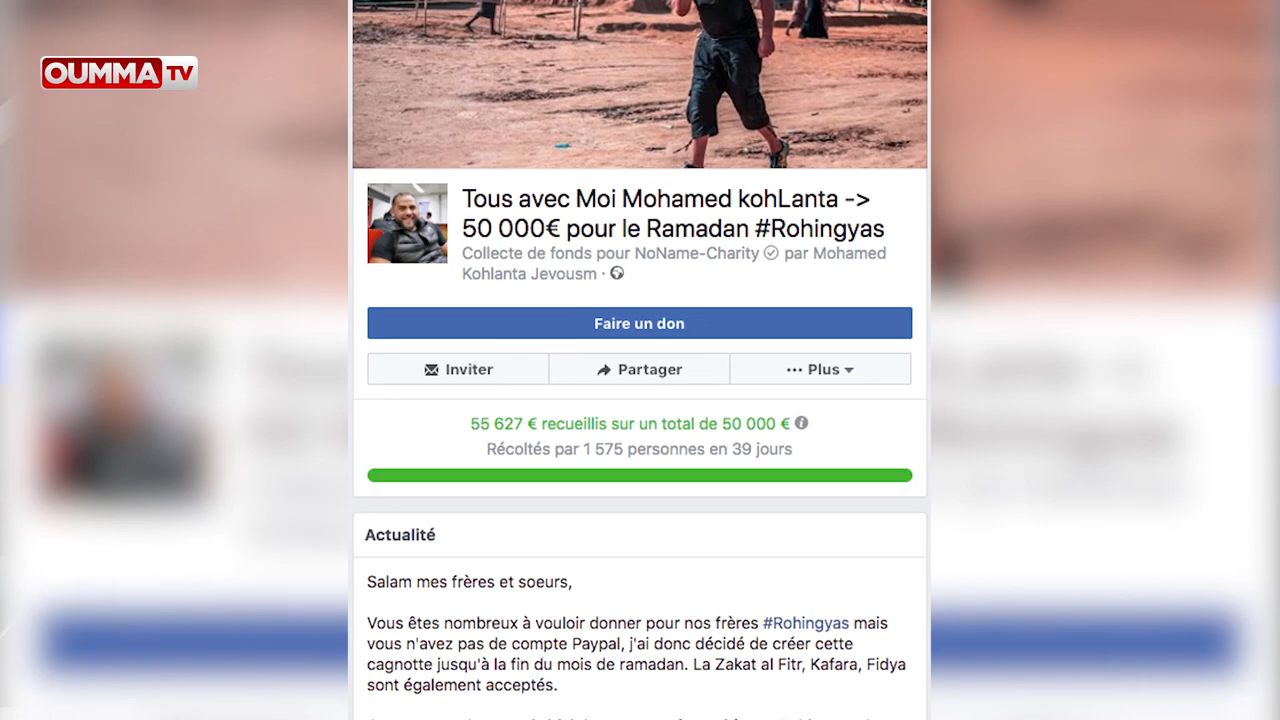 OUMMA TV
Tous avec Moi Mohamed kohLanta ->
50 000€ pour le Ramadan #Rohingyas
Collecte de fonds pour NoName-Charity par Mohamed
Kohlanta Jevousm ·
Faire un don
Inviter
Partager
••• Plus
55 627 € recueillis sur un total de 50 000 €
Récoltés par 1 575 personnes en 39 jours
Actualité
Salam mes frères et soeurs,
Vous êtes nombreux à vouloir donner pour nos frères #Rohingyas mais
vous n'avez pas de compte Paypal, j'ai donc décidé de créer cette
cagnotte jusqu'à la fin du mois de ramadan. La Zakat al Fitr, Kafara, Fidya
sont également acceptés.